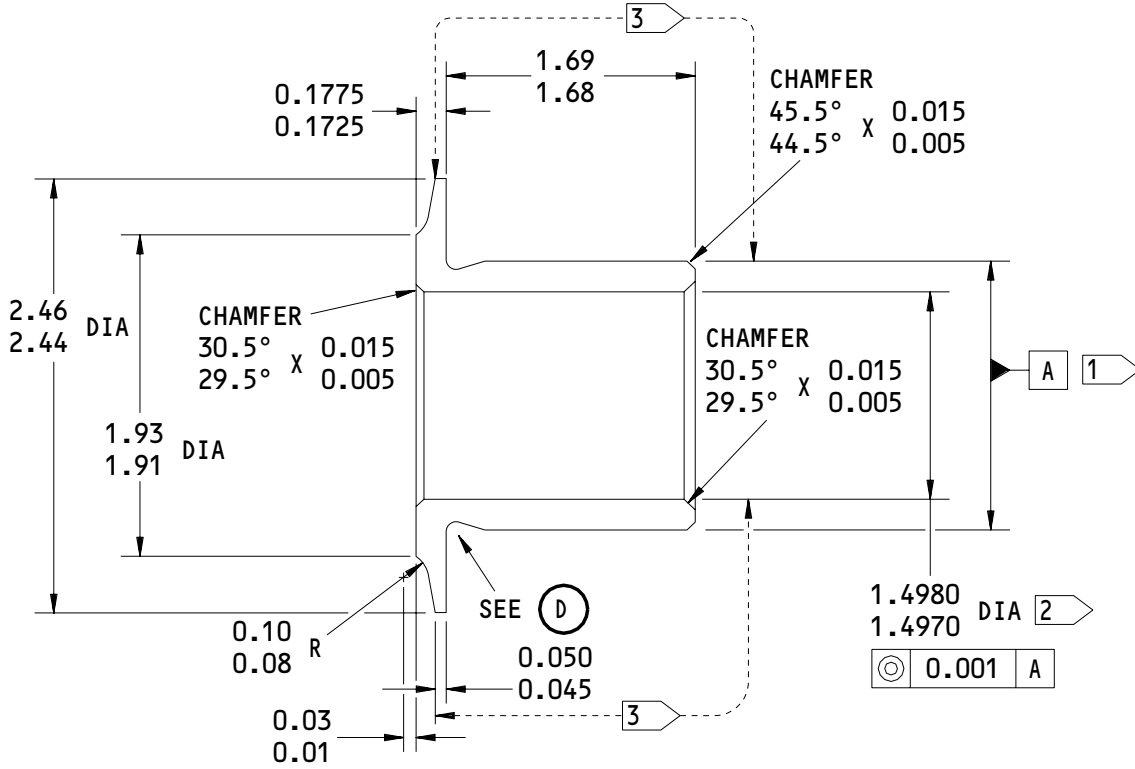 3
1.69
1.68
CHAMFER
45.5° X 0.015
44.5° 0.005
0.1775
0.1725
2.46 DIA
2.44
CHAMFER
30.5° X 0.015
29.5° 0.005
CHAMFER
30.5° X 0.015
29.5° 0.005
A 1
1.93 DIA
1.91
SEE D
1.4980 DIA 2
1.4970
◎ 0.001 A
0.10 R
0.08
0.050
0.045
3
0.03
0.01